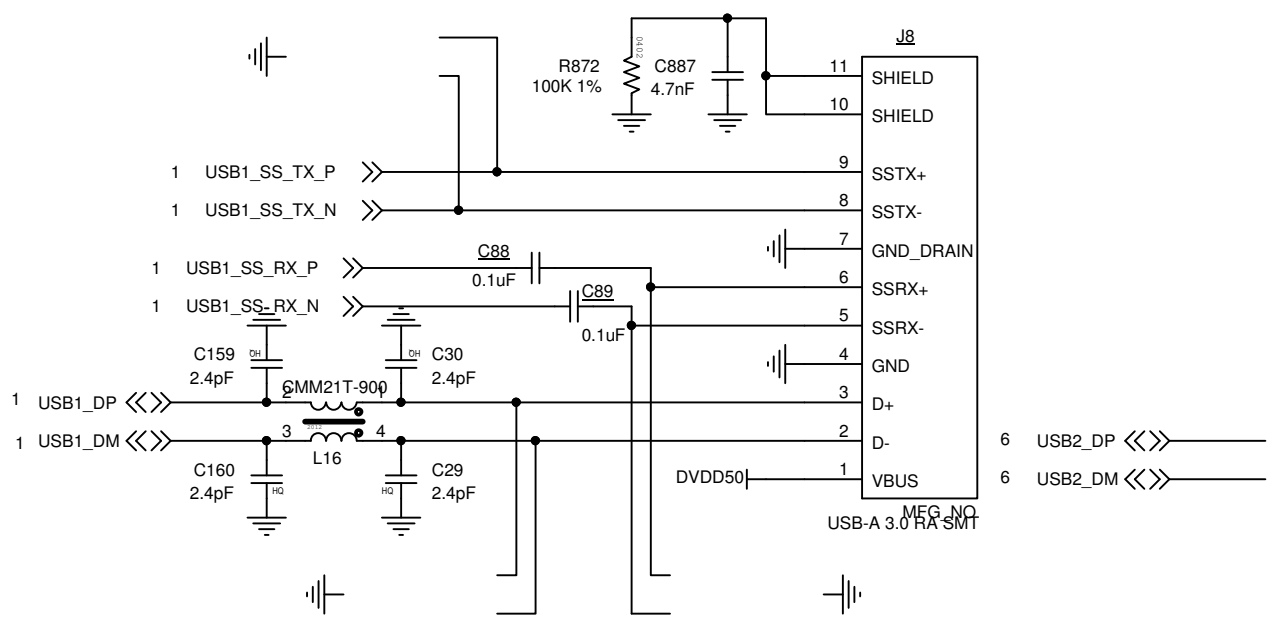 J8
R872
100K 1%
0402
C887
4.7nF
11
SHIELD
10
SHIELD
1 USB1_SS_TX_P
9
SSTX+
1 USB1_SS_TX_N
8
SSTX-
7
GND_DRAIN
1 USB1_SS_RX_P
C88
0.1uF
6
SSRX+
1 USB1_SS_RX_N
C89
0.1uF
5
SSRX-
C159
2.4pF
C30
2.4pF
4
GND
CMM21T-900
1 USB1_DP
2
1
3
D+
1 USB1_DM
3
4
2012
L16
2
D-
6 USB2_DP
C160
2.4pF
HQ
C29
2.4pF
HQ
DVDD50
1
VBUS
6 USB2_DM
MFG_NO
USB-A 3.0 RA SMT